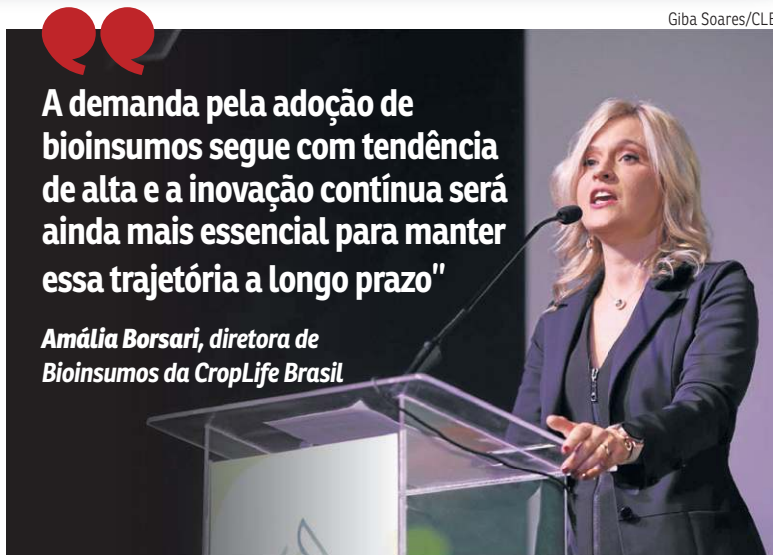 Giba Soares/CLB
A demanda pela adoção de
bioinsumos segue com tendência
de alta e a inovação contínua será
ainda mais essencial para manter
essa trajetória a longo prazo"
Amália Borsari, diretora de
Bioinsumos da CropLife Brasil